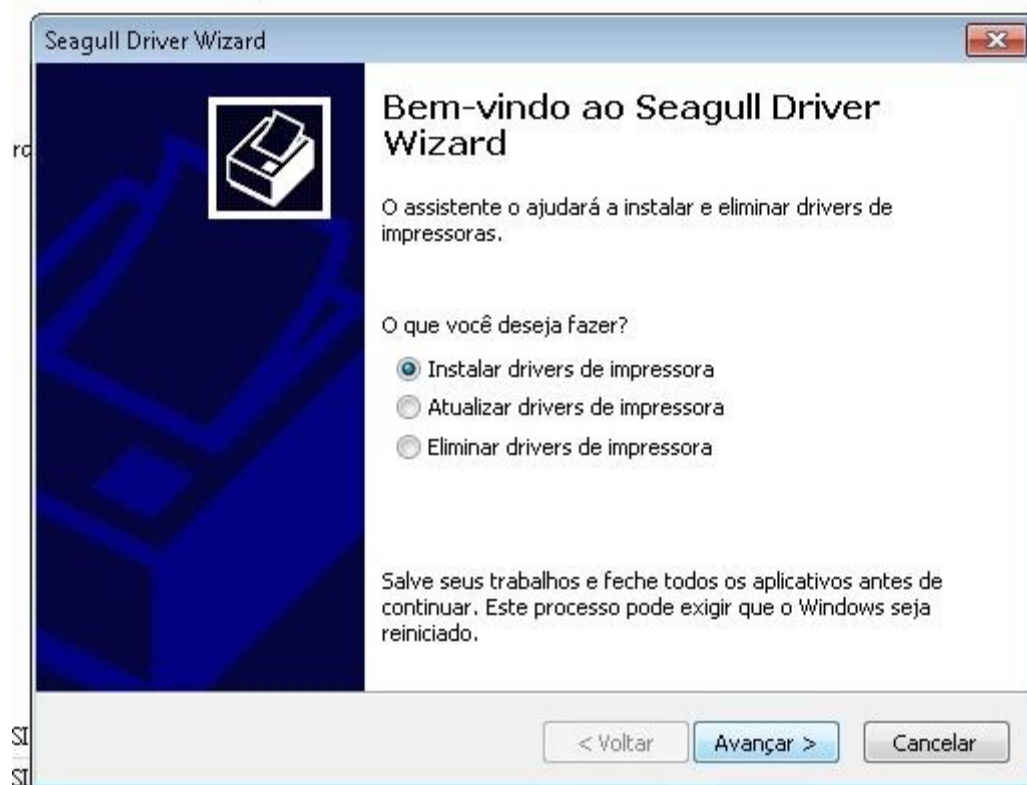 Seagull Driver Wizard
Bem-vindo ao Seagull Driver
Wizard
O assistente o ajudará a instalar e eliminar drivers de
impressoras.
O que você deseja fazer?
Instalar drivers de impressora
Atualizar drivers de impressora
Eliminar drivers de impressora
Salve seus trabalhos e feche todos os aplicativos antes de
continuar. Este processo pode exigir que o Windows seja
reiniciado.
< Voltar
Avançar >
Cancelar